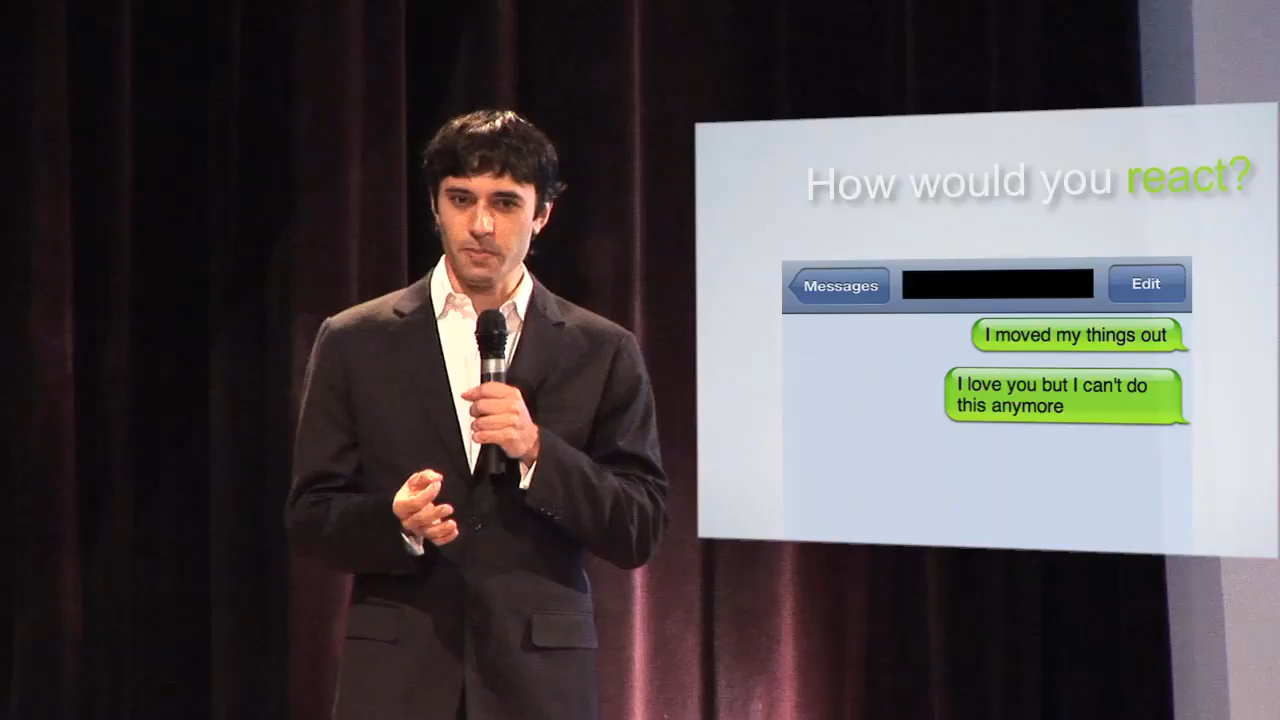 How would you react?
Messages
Edit
I moved my things out
I love you but I can't do
this anymore